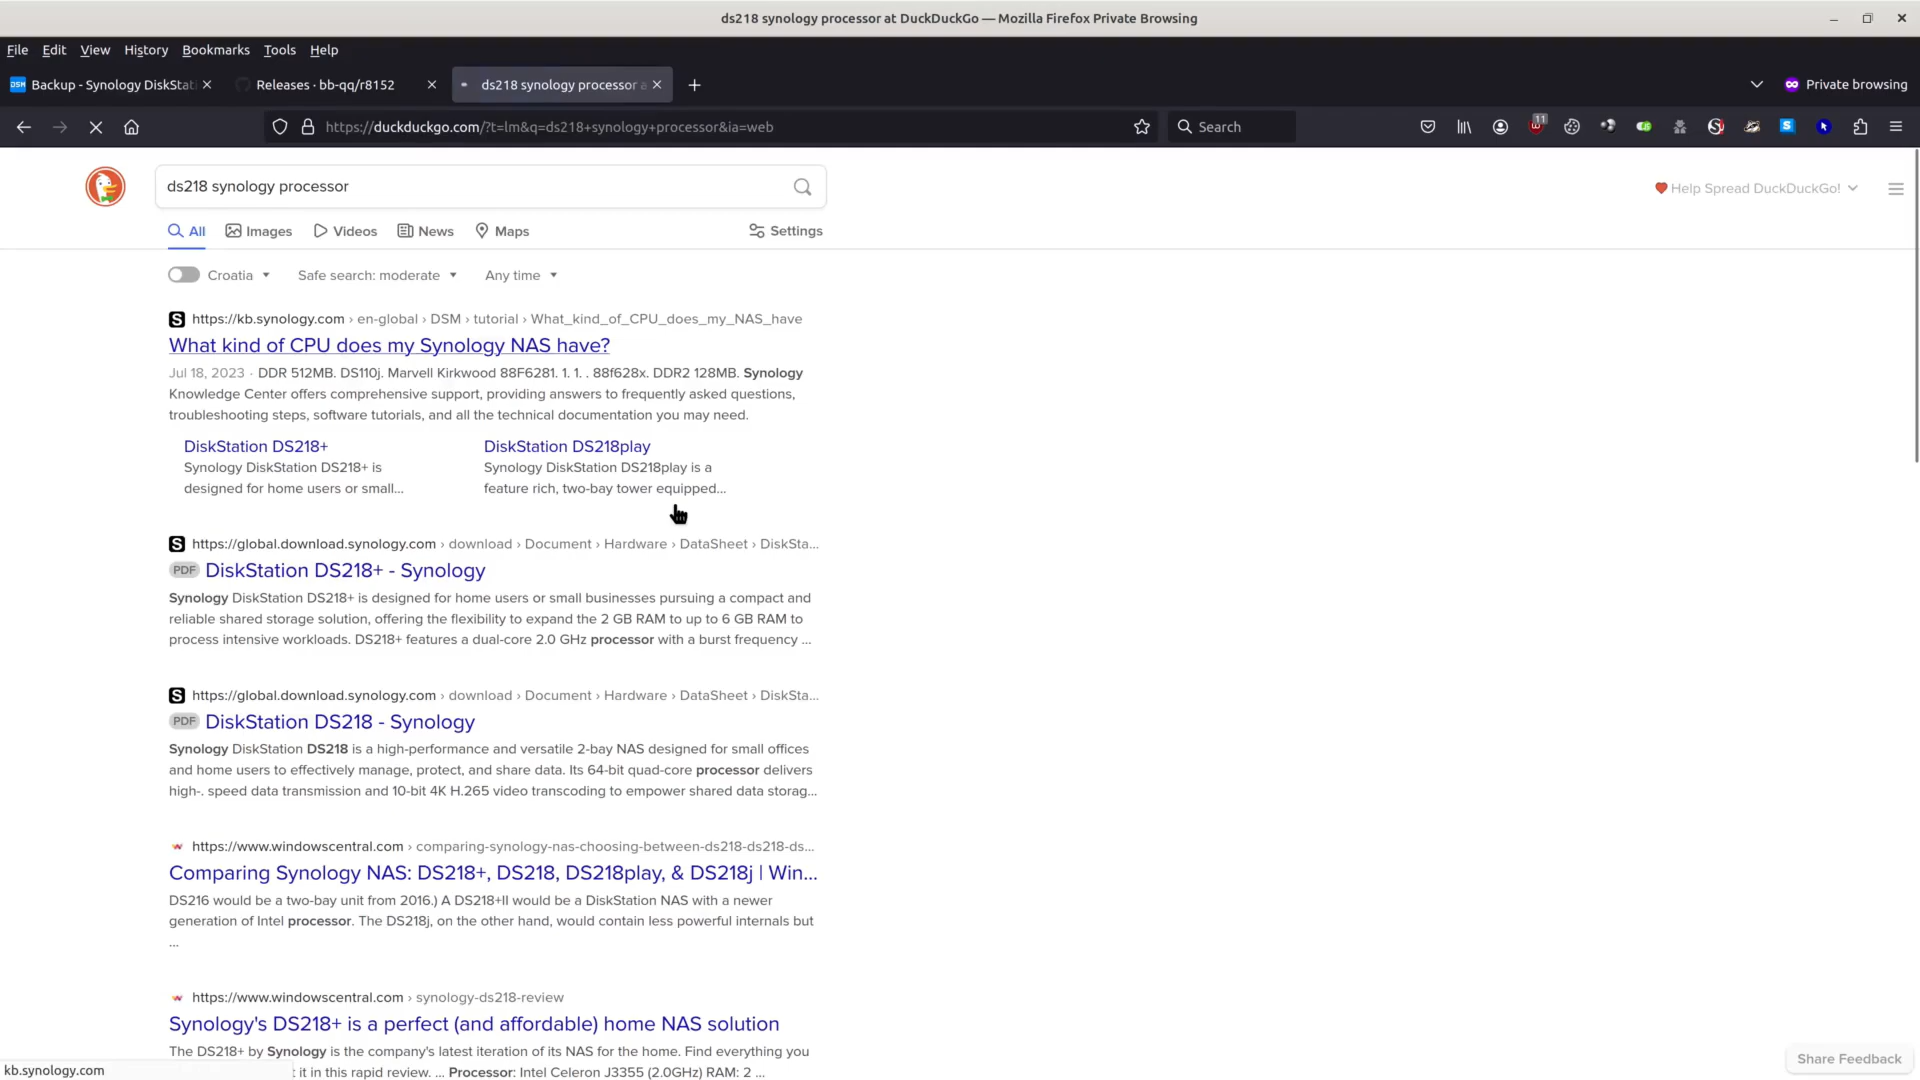 ds218 synology processor at DuckDuckGo — Mozilla Firefox Private Browsing
File Edit View History Bookmarks Tools Help
DSM Backup - Synology DiskStat
Releases · bb-qq/r8152
ds218 synology processor a
Private browsing
https://duckduckgo.com/?t=lm&q=ds218+synology+processor&ia=web
Search
11
ds218 synology processor
Help Spread DuckDuckGo!
All Images Videos News Maps Settings
Croatia Safe search: moderate Any time
https://kb.synology.com › en-global › DSM › tutorial › What_kind_of_CPU_does_my_NAS_have
What kind of CPU does my Synology NAS have?
Jul 18, 2023 · DDR 512MB. DS110j. Marvell Kirkwood 88F6281. 1. 1. . 88f628x. DDR2 128MB. Synology
Knowledge Center offers comprehensive support, providing answers to frequently asked questions,
troubleshooting steps, software tutorials, and all the technical documentation you may need.
DiskStation DS218+
Synology DiskStation DS218+ is
designed for home users or small...
DiskStation DS218play
Synology DiskStation DS218play is a
feature rich, two-bay tower equipped...
https://global.download.synology.com › download › Document › Hardware › DataSheet › DiskSta...
PDF DiskStation DS218+ - Synology
Synology DiskStation DS218+ is designed for home users or small businesses pursuing a compact and
reliable shared storage solution, offering the flexibility to expand the 2 GB RAM to up to 6 GB RAM to
process intensive workloads. DS218+ features a dual-core 2.0 GHz processor with a burst frequency ...
https://global.download.synology.com › download › Document › Hardware › DataSheet › DiskSta...
PDF DiskStation DS218 - Synology
Synology DiskStation DS218 is a high-performance and versatile 2-bay NAS designed for small offices
and home users to effectively manage, protect, and share data. Its 64-bit quad-core processor delivers
high-. speed data transmission and 10-bit 4K H.265 video transcoding to empower shared data storag...
https://www.windowscentral.com › comparing-synology-nas-choosing-between-ds218-ds218-ds...
Comparing Synology NAS: DS218+, DS218, DS218play, & DS218j | Win...
DS216 would be a two-bay unit from 2016.) A DS218+II would be a DiskStation NAS with a newer
generation of Intel processor. The DS218j, on the other hand, would contain less powerful internals but
...
https://www.windowscentral.com › synology-ds218-review
Synology's DS218+ is a perfect (and affordable) home NAS solution
The DS218+ by Synology is the company's latest iteration of its NAS for the home. Find everything you
t it in this rapid review. ... Processor: Intel Celeron J3355 (2.0GHz) RAM: 2 ...
Share Feedback
kb.synology.com